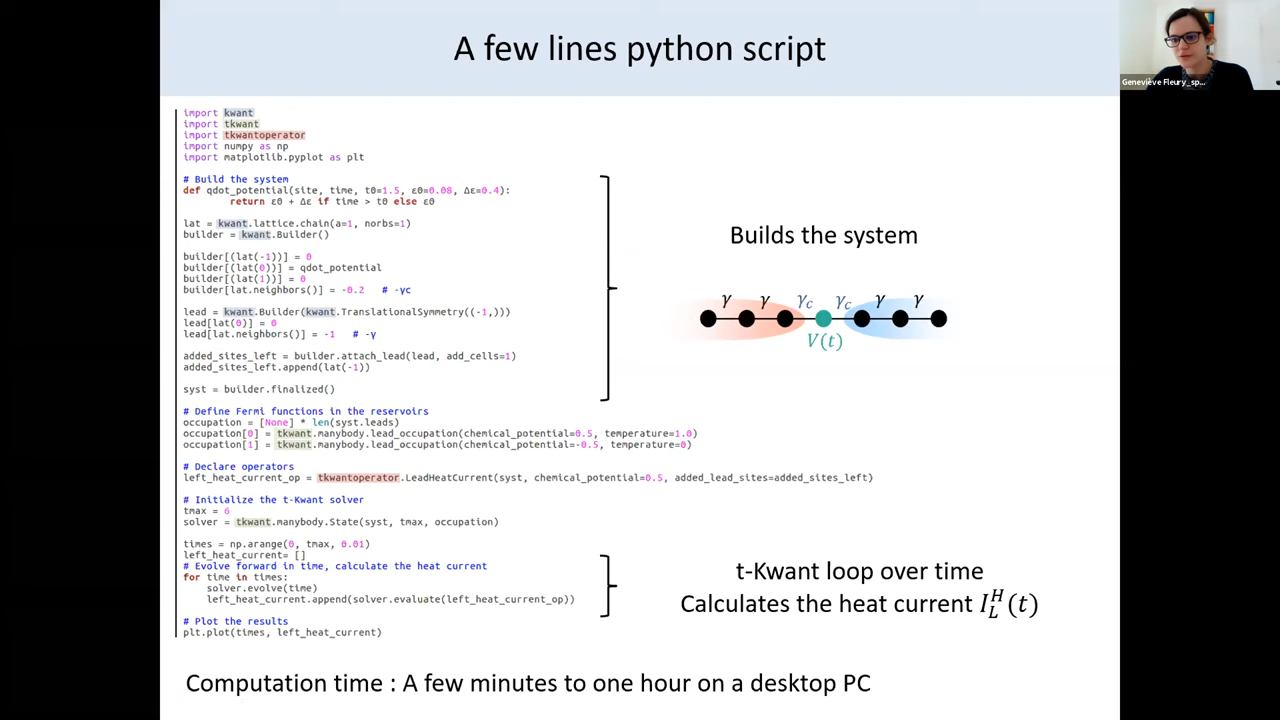 A few lines python script
Geneviève Fleury_sp...
import kwant
import tkwant
import tkwantoperator
import numpy as np
import matplotlib.pyplot as plt
# Build the system
def qdot_potential(site, time, t0=1.5, ε0=0.08, Δε=0.4):
return ε0 + Δε if time > t0 else ε0
lat = kwant.lattice.chain(a=1, norbs=1)
builder = kwant.Builder()
builder[(lat(-1))] = 0
builder[(lat(0))] = qdot_potential
builder[(lat(1))] = 0
builder[lat.neighbors()] = -0.2 # -γc
lead = kwant.Builder(kwant.TranslationalSymmetry((-1,)))
lead[lat(0)] = 0
lead[lat.neighbors()] = -1 # -γ
added_sites_left = builder.attach_lead(lead, add_cells=1)
added_sites_left.append(lat(-1))
syst = builder.finalized()
Builds the system
γ γ γc γc γ γ
V(t)
# Define Fermi functions in the reservoirs
occupation = [None] * len(syst.leads)
occupation[0] = tkwant.manybody.lead_occupation(chemical_potential=0.5, temperature=1.0)
occupation[1] = tkwant.manybody.lead_occupation(chemical_potential=-0.5, temperature=0)
# Declare operators
left_heat_current_op = tkwantoperator.LeadHeatCurrent(syst, chemical_potential=0.5, added_lead_sites=added_sites_left)
# Initialize the t-Kwant solver
tmax = 6
solver = tkwant.manybody.State(syst, tmax, occupation)
times = np.arange(0, tmax, 0.01)
left_heat_current= []
# Evolve forward in time, calculate the heat current
for time in times:
solver.evolve(time)
left_heat_current.append(solver.evaluate(left_heat_current_op))
# Plot the results
plt.plot(times, left_heat_current)
t-Kwant loop over time
Calculates the heat current I_L^H(t)
Computation time : A few minutes to one hour on a desktop PC